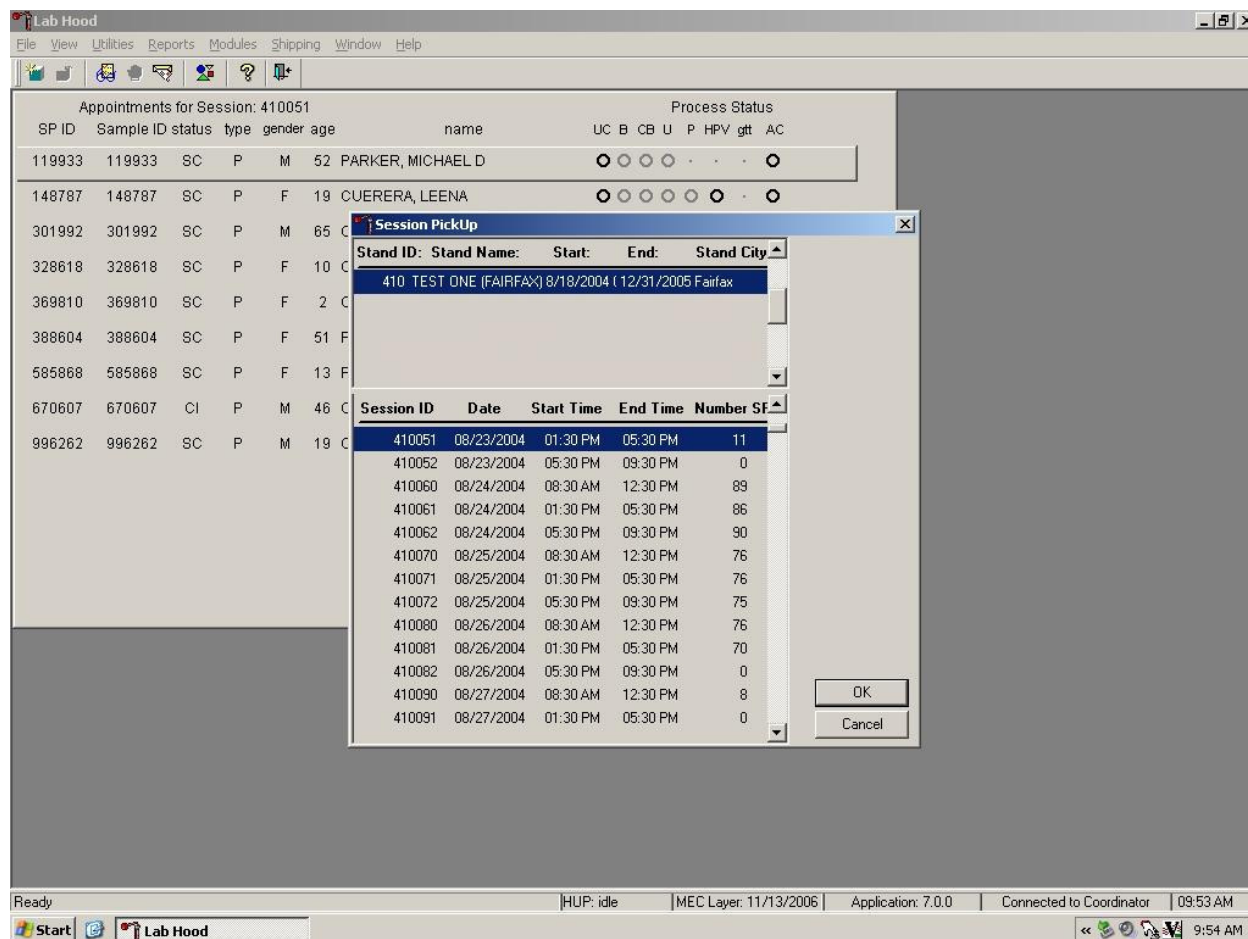 Lab Hood
File View Utilities Reports Modules Shipping Window Help
Appointments for Session: 410051 Process Status
SP ID Sample ID status type gender age name UC B CB U P HPV gtt AC
119933 119933 SC P M 52 PARKER, MICHAEL D
148787 148787 SC P F 19 CUERERA, LEENA
301992 301992 SC P M 65 C
328618 328618 SC P F 10 C
369810 369810 SC P F 2 C
388604 388604 SC P F 51 F
585868 585868 SC P F 13 F
670607 670607 CI P M 46 C
996262 996262 SC P M 19 C
Session PickUp
Stand ID: Stand Name: Start: End: Stand City
410 TEST ONE (FAIRFAX) 8/18/2004 ( 12/31/2005 Fairfax
Session ID Date Start Time End Time Number SF
410051 08/23/2004 01:30 PM 05:30 PM 11
410052 08/23/2004 05:30 PM 09:30 PM 0
410060 08/24/2004 08:30 AM 12:30 PM 89
410061 08/24/2004 01:30 PM 05:30 PM 86
410062 08/24/2004 05:30 PM 09:30 PM 90
410070 08/25/2004 08:30 AM 12:30 PM 76
410071 08/25/2004 01:30 PM 05:30 PM 76
410072 08/25/2004 05:30 PM 09:30 PM 75
410080 08/26/2004 08:30 AM 12:30 PM 76
410081 08/26/2004 01:30 PM 05:30 PM 70
410082 08/26/2004 05:30 PM 09:30 PM 0
410090 08/27/2004 08:30 AM 12:30 PM 8
410091 08/27/2004 01:30 PM 05:30 PM 0
OK
Cancel
Ready HUP: idle MEC Layer: 11/13/2006 Application: 7.0.0 Connected to Coordinator 09:53 AM
Start Lab Hood 9:54 AM